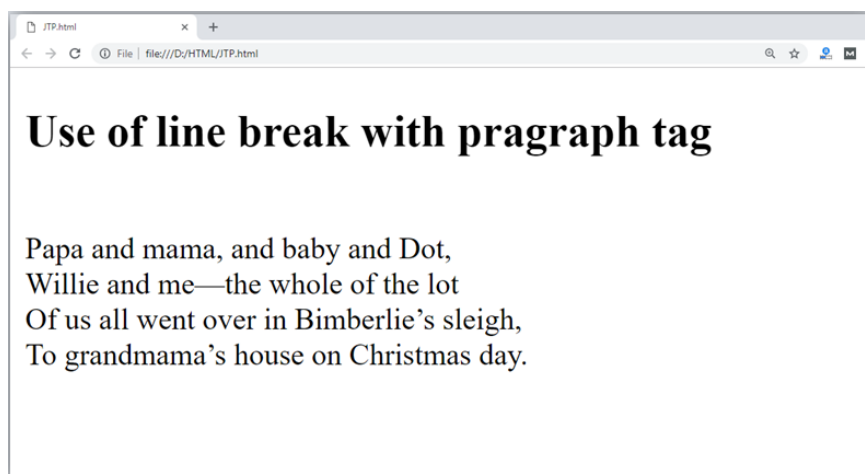 JTP.html
File
file:///D:/HTML/JTP.html
M
Use of line break with pragraph tag
Papa and mama, and baby and Dot,
Willie and me—the whole of the lot
Of us all went over in Bimberlie’s sleigh,
To grandmama’s house on Christmas day.